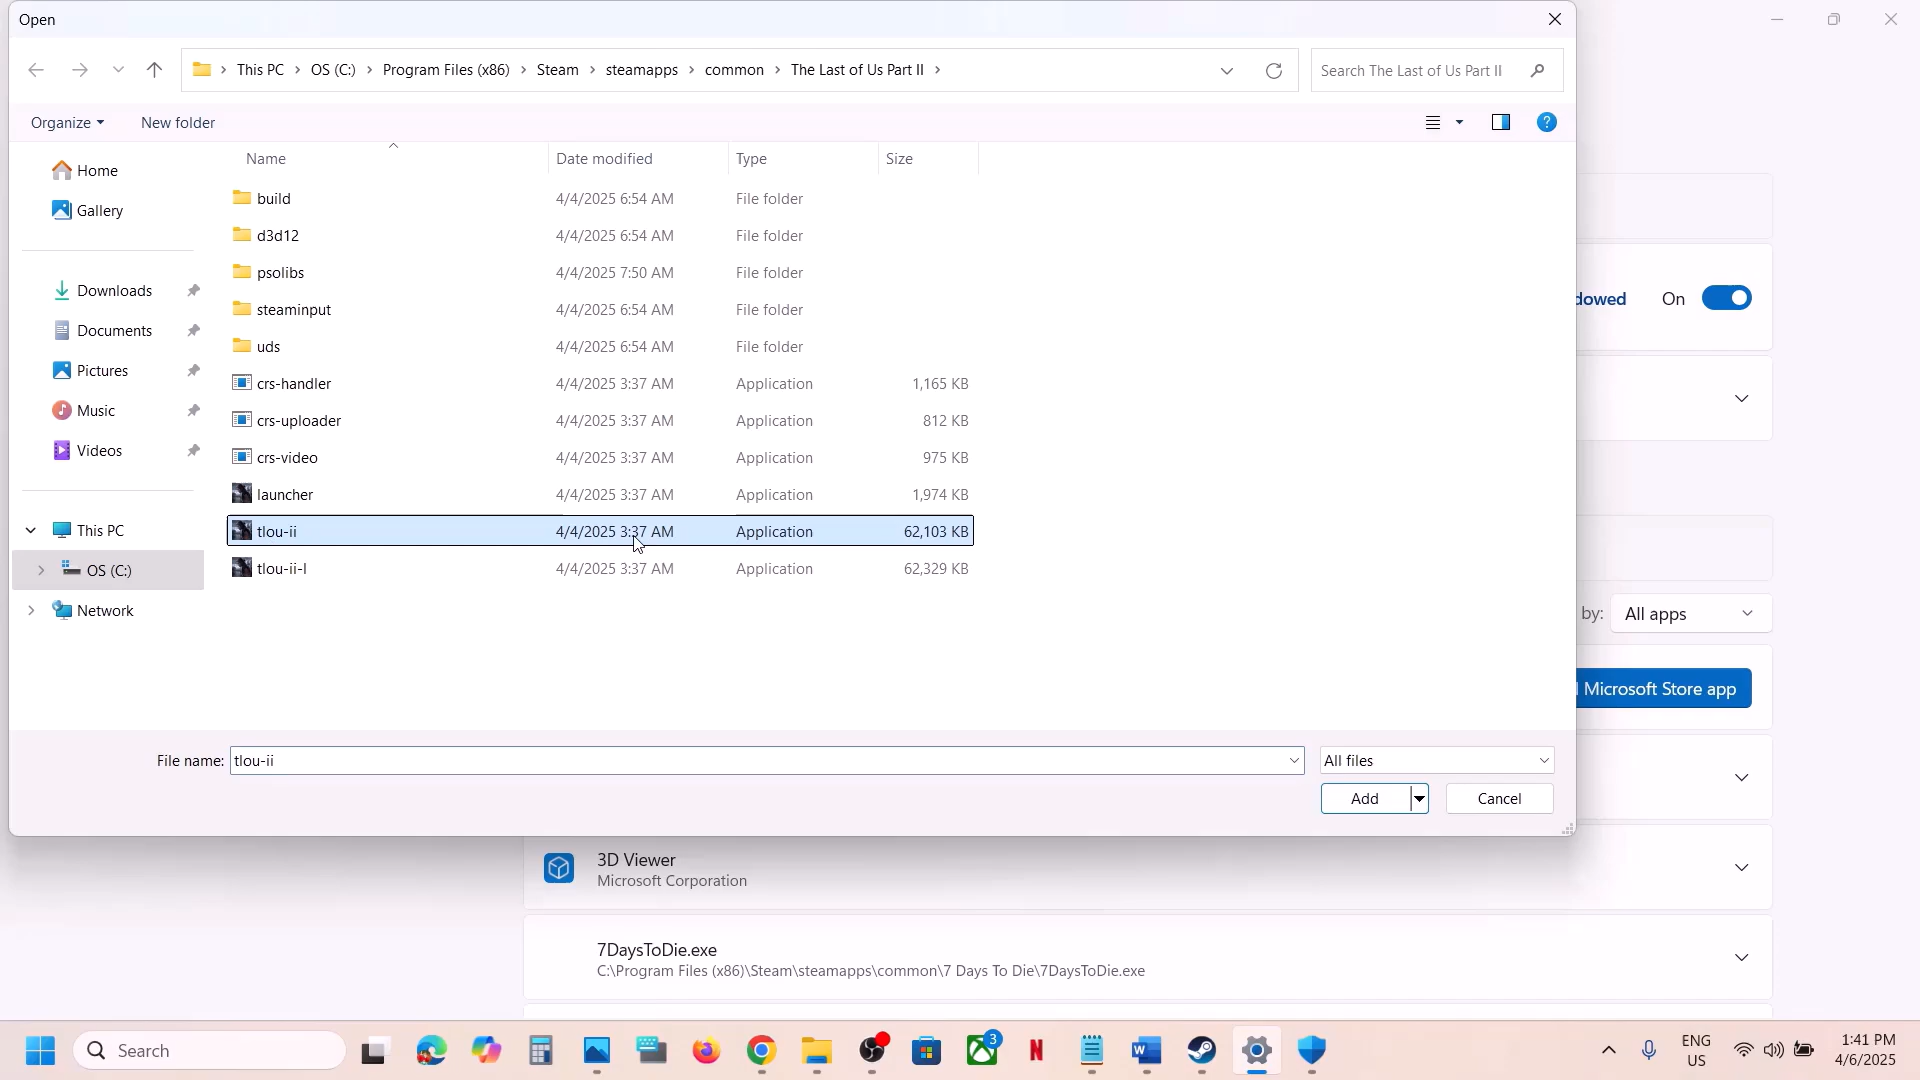 Open
This PC > OS (C:) > Program Files (x86) > Steam > steamapps > common > The Last of Us Part II >
Search The Last of Us Part II
Organize
New folder
Name Date modified Type Size
Home
Gallery
Downloads
Documents
Pictures
Music
Videos
This PC
OS (C:)
Network
build 4/4/2025 6:54 AM File folder
d3d12 4/4/2025 6:54 AM File folder
psolibs 4/4/2025 7:50 AM File folder
steaminput 4/4/2025 6:54 AM File folder
uds 4/4/2025 6:54 AM File folder
crs-handler 4/4/2025 3:37 AM Application 1,165 KB
crs-uploader 4/4/2025 3:37 AM Application 812 KB
crs-video 4/4/2025 3:37 AM Application 975 KB
launcher 4/4/2025 3:37 AM Application 1,974 KB
tlou-ii 4/4/2025 3:37 AM Application 62,103 KB
tlou-ii-l 4/4/2025 3:37 AM Application 62,329 KB
File name: tlou-ii
All files
Add
Cancel
dowed On
by: All apps
Microsoft Store app
3D Viewer
Microsoft Corporation
7DaysToDie.exe
C:\Program Files (x86)\Steam\steamapps\common\7 Days To Die\7DaysToDie.exe
Search
3
ENG
US
1:41 PM
4/6/2025